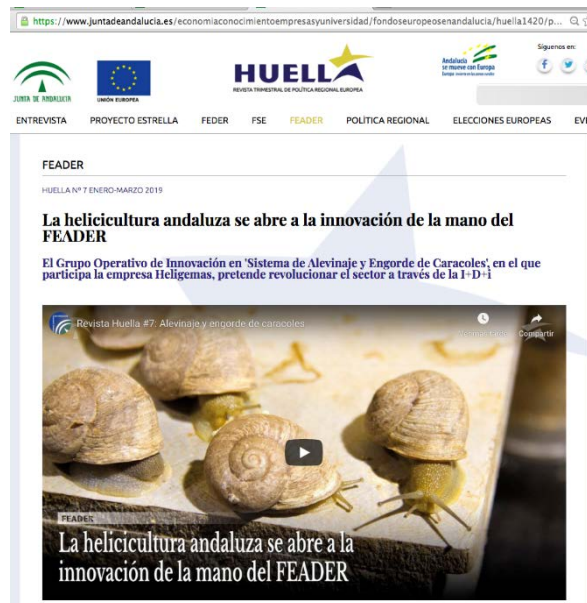 https://www.juntadeandalucia.es/economiaconocimientoempresasyuniversidad/fondoseuropeosenandalucia/huella1420/p...
JUNTA DE ANDALUCIA
UNIÓN EUROPEA
HUELLA
REVISTA TRIMESTRAL DE POLÍTICA REGIONAL EUROPEA
Andalucía
se mueve con Europa
Síguenos en:
ENTREVISTA PROYECTO ESTRELLA FEDER FSE FEADER POLÍTICA REGIONAL ELECCIONES EUROPEAS EVE
FEADER
HUELLA Nº 7 ENERO-MARZO 2019
La helicicultura andaluza se abre a la innovación de la mano del
FEADER
El Grupo Operativo de Innovación en 'Sistema de Alevinaje y Engorde de
Caracoles', en el que
participa la empresa Heligemas, pretende revolucionar el sector a través de la I+D+i
Revista Huella #7: Alevinaje y engorde de caracoles
Compartir
FEADER
La helicicultura andaluza se abre a la
innovación de la mano del FEADER